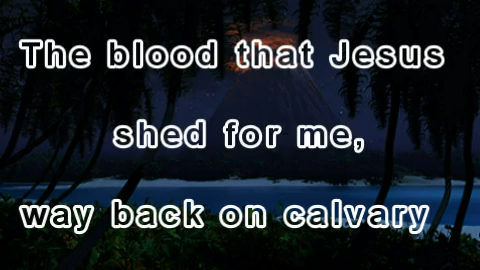 The blood that Jesus
shed for me,
way back on calvary